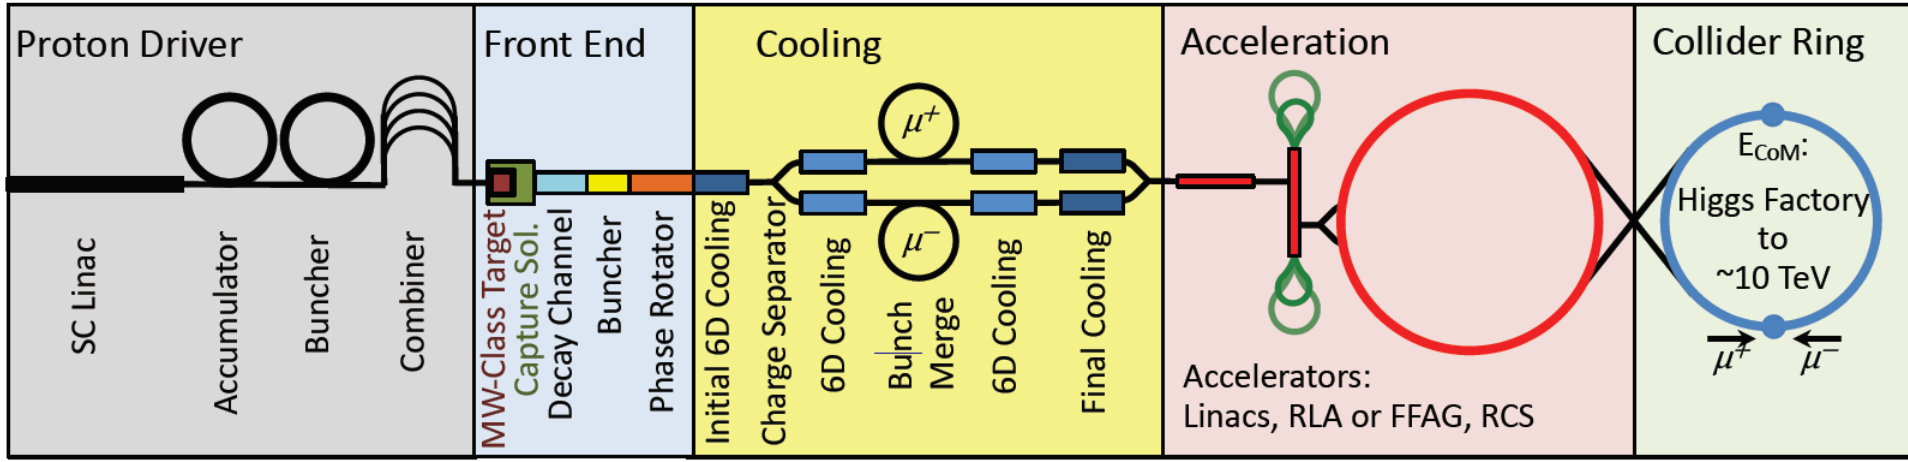 Proton Driver
Front End
Cooling
Acceleration
Collider Ring
SC Linac
Accumulator
Buncher
Combiner
MW-Class Target
Capture Sol.
Decay Channel
Buncher
Phase Rotator
Initial 6D Cooling
Charge Separator
6D Cooling
μ+
μ−
Bunch
Merge
6D Cooling
Final Cooling
Accelerators:
Linacs, RLA or FFAG, RCS
ECoM:
Higgs Factory
to
~10 TeV
μ+ μ−